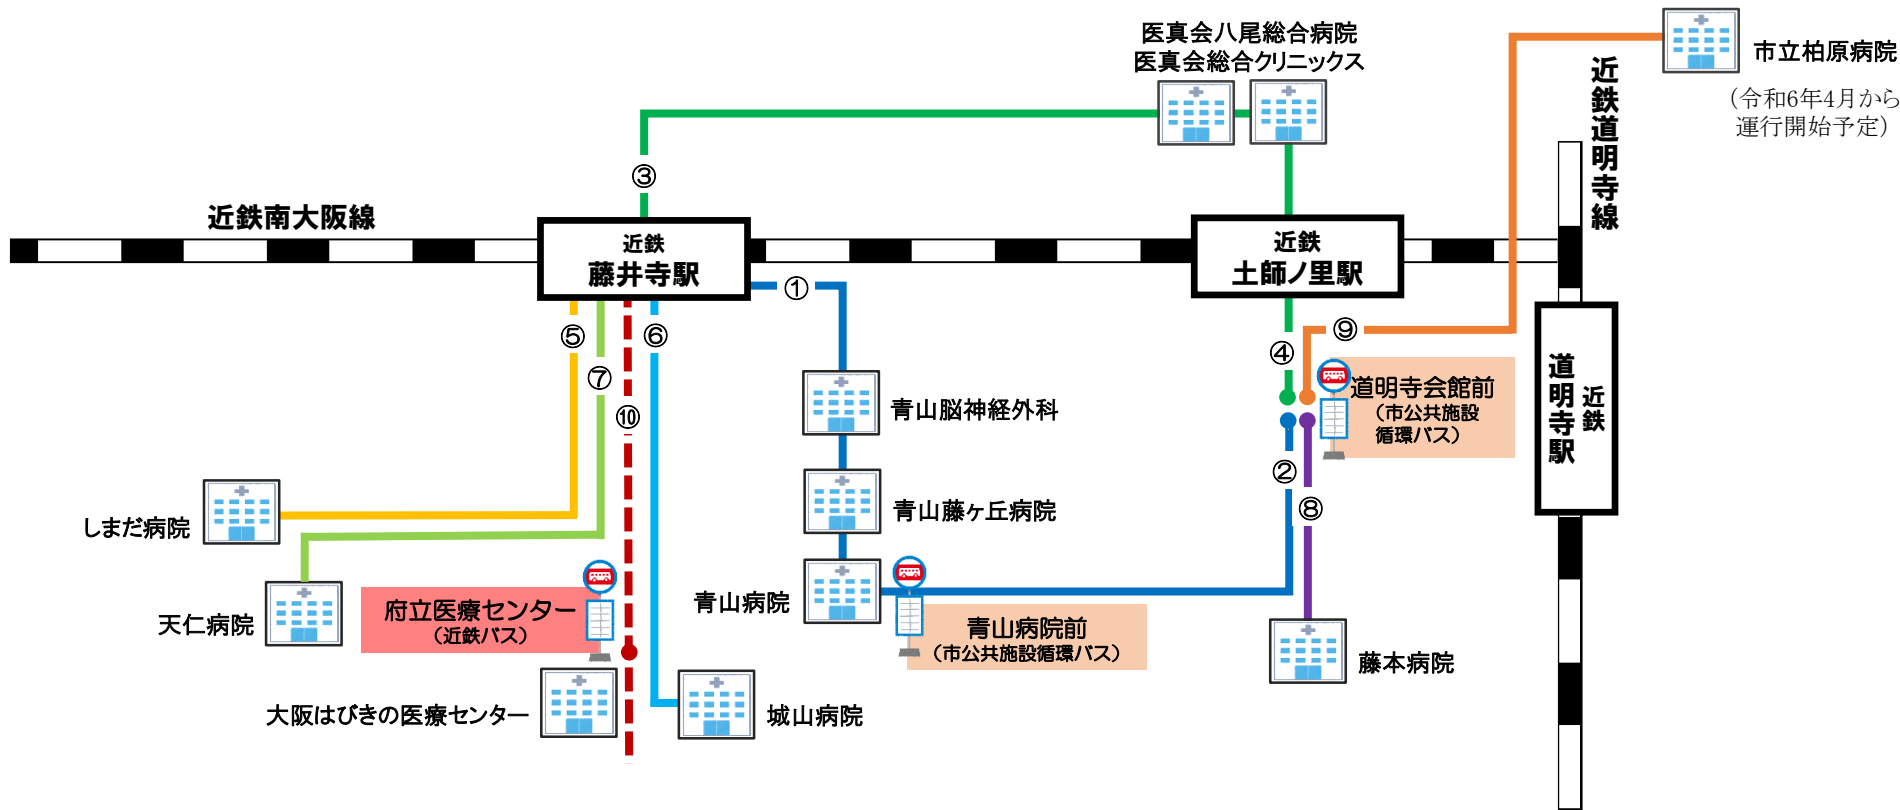 医真会八尾総合病院
医真会総合クリニックス
市立柏原病院
（令和6年4月から
運行開始予定）
近鉄道明寺線
③
近鉄南大阪線
近鉄
藤井寺駅
近鉄
土師ノ里駅
①
⑤
⑥
⑦
⑩
④
⑨
道明寺会館前
（市公共施設
循環バス）
近鉄
道明寺駅
青山脳神経外科
②
⑧
青山藤ヶ丘病院
しまだ病院
青山病院
天仁病院
府立医療センター
（近鉄バス）
青山病院前
（市公共施設循環バス）
藤本病院
大阪はびきの医療センター
城山病院